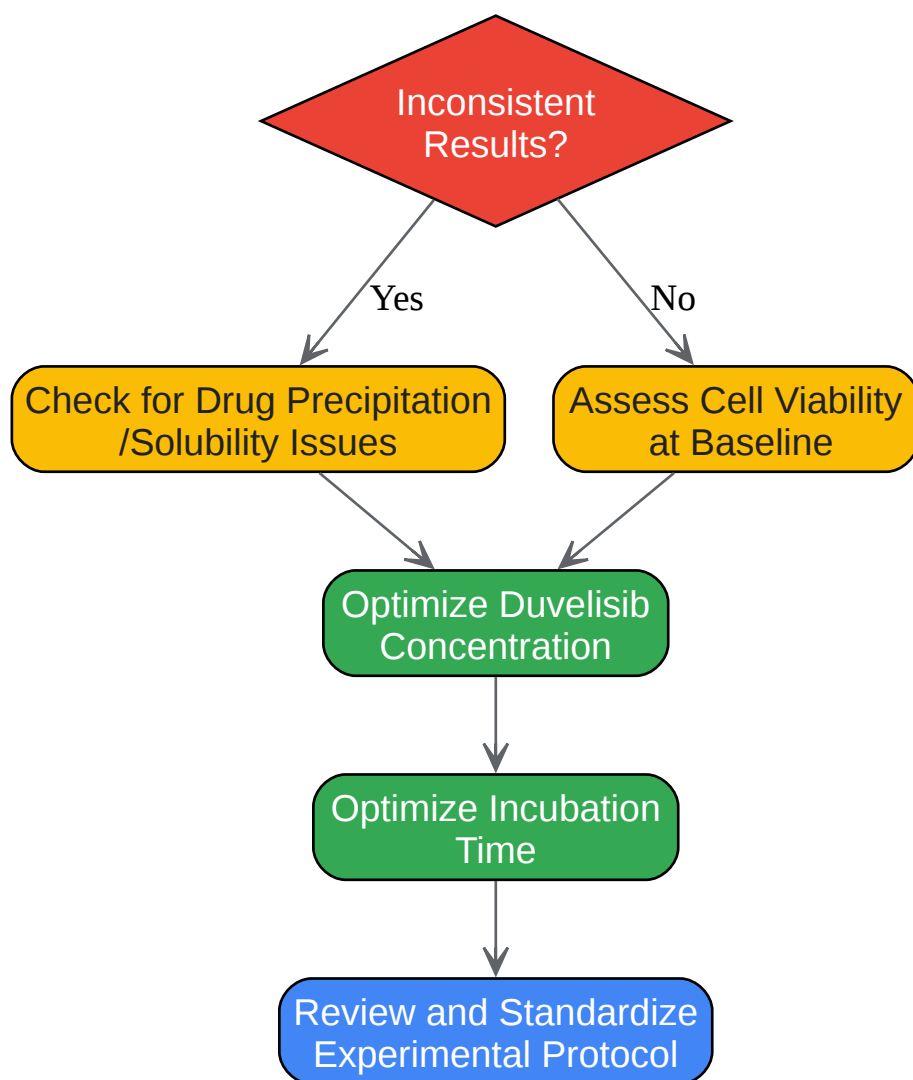 Inconsistent
Results?
Yes
No
Check for Drug Precipitation
/Solubility Issues
Assess Cell Viability
at Baseline
Optimize Duvelisib
Concentration
Optimize Incubation
Time
Review and Standardize
Experimental Protocol